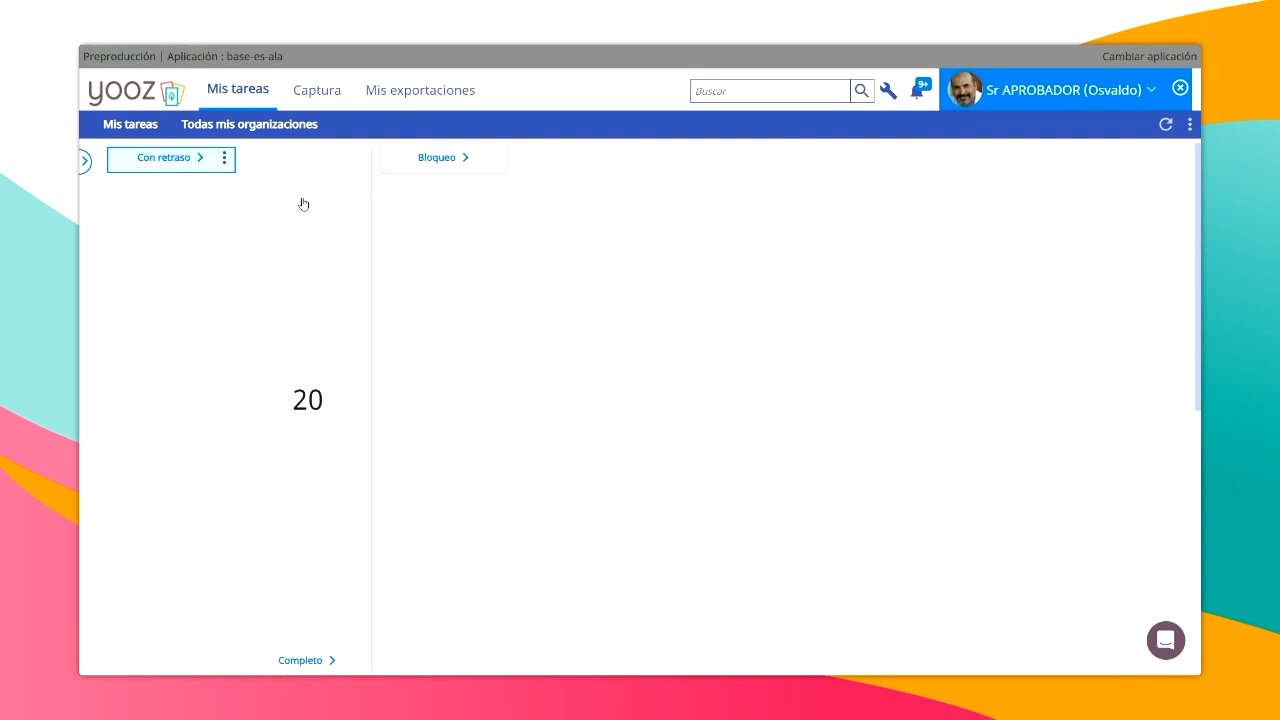 Preproducción | Aplicación : base-es-ala
Cambiar aplicación
yooz
Mis tareas
Captura
Mis exportaciones
Buscar
9+
Sr APROBADOR (Osvaldo)
Mis tareas
Todas mis organizaciones
Con retraso
Bloqueo
20
Completo